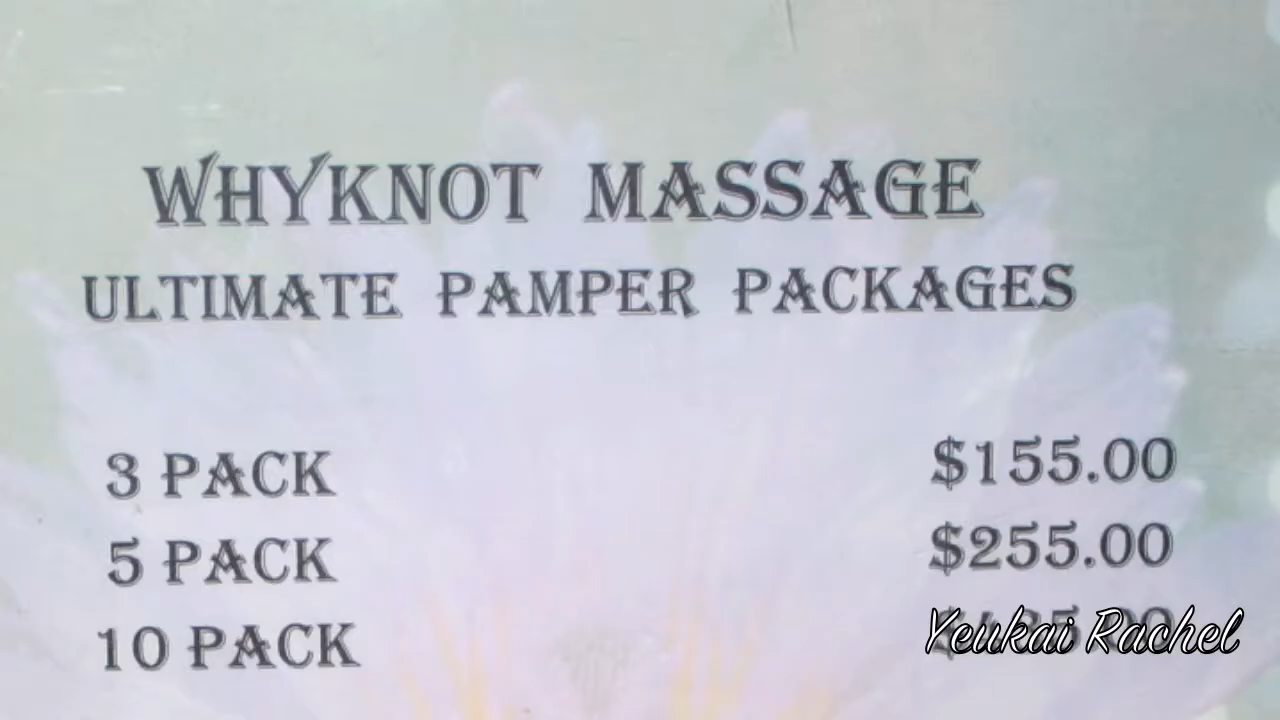 WHYKNOT MASSAGE
ULTIMATE PAMPER PACKAGES
3 PACK $155.00
5 PACK $255.00
10 PACK
Yeukai Rachel